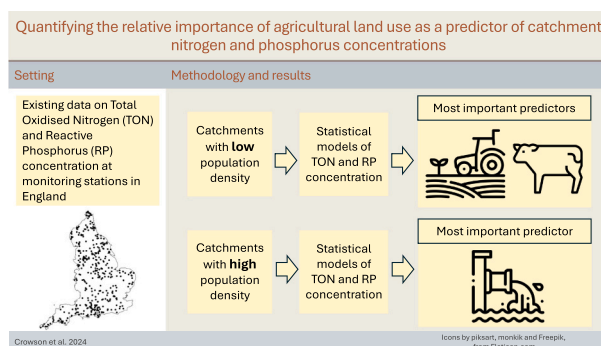 Quantifying the relative importance of agricultural land use as a predictor of catchment
nitrogen and phosphorus concentrations
Setting
Methodology and results
Existing data on Total
Oxidised Nitrogen (TON)
and Reactive
Phosphorus (RP)
concentration at
monitoring stations in
England
Catchments
with low
population
density
Statistical
models of
TON and RP
concentration
Most important predictors
Catchments
with high
population
density
Statistical
models of
TON and RP
concentration
Most important predictor
Crowson et al. 2024
Icons by piksart, monkik and Freepik,
from Flaticon.com